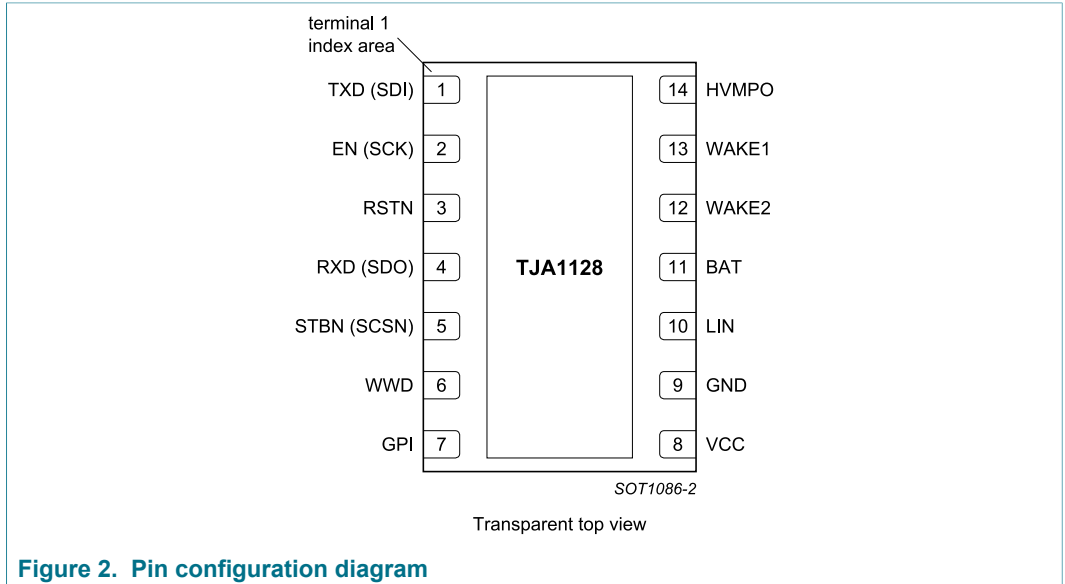 terminal 1
index area
TXD (SDI) 1
14 HVMPO
EN (SCK) 2
13 WAKE1
RSTN 3
12 WAKE2
RXD (SDO) 4
TJA1128
11 BAT
STBN (SCSN) 5
10 LIN
WWD 6
9 GND
GPI 7
8 VCC
SOT1086-2
Transparent top view
Figure 2. Pin configuration diagram